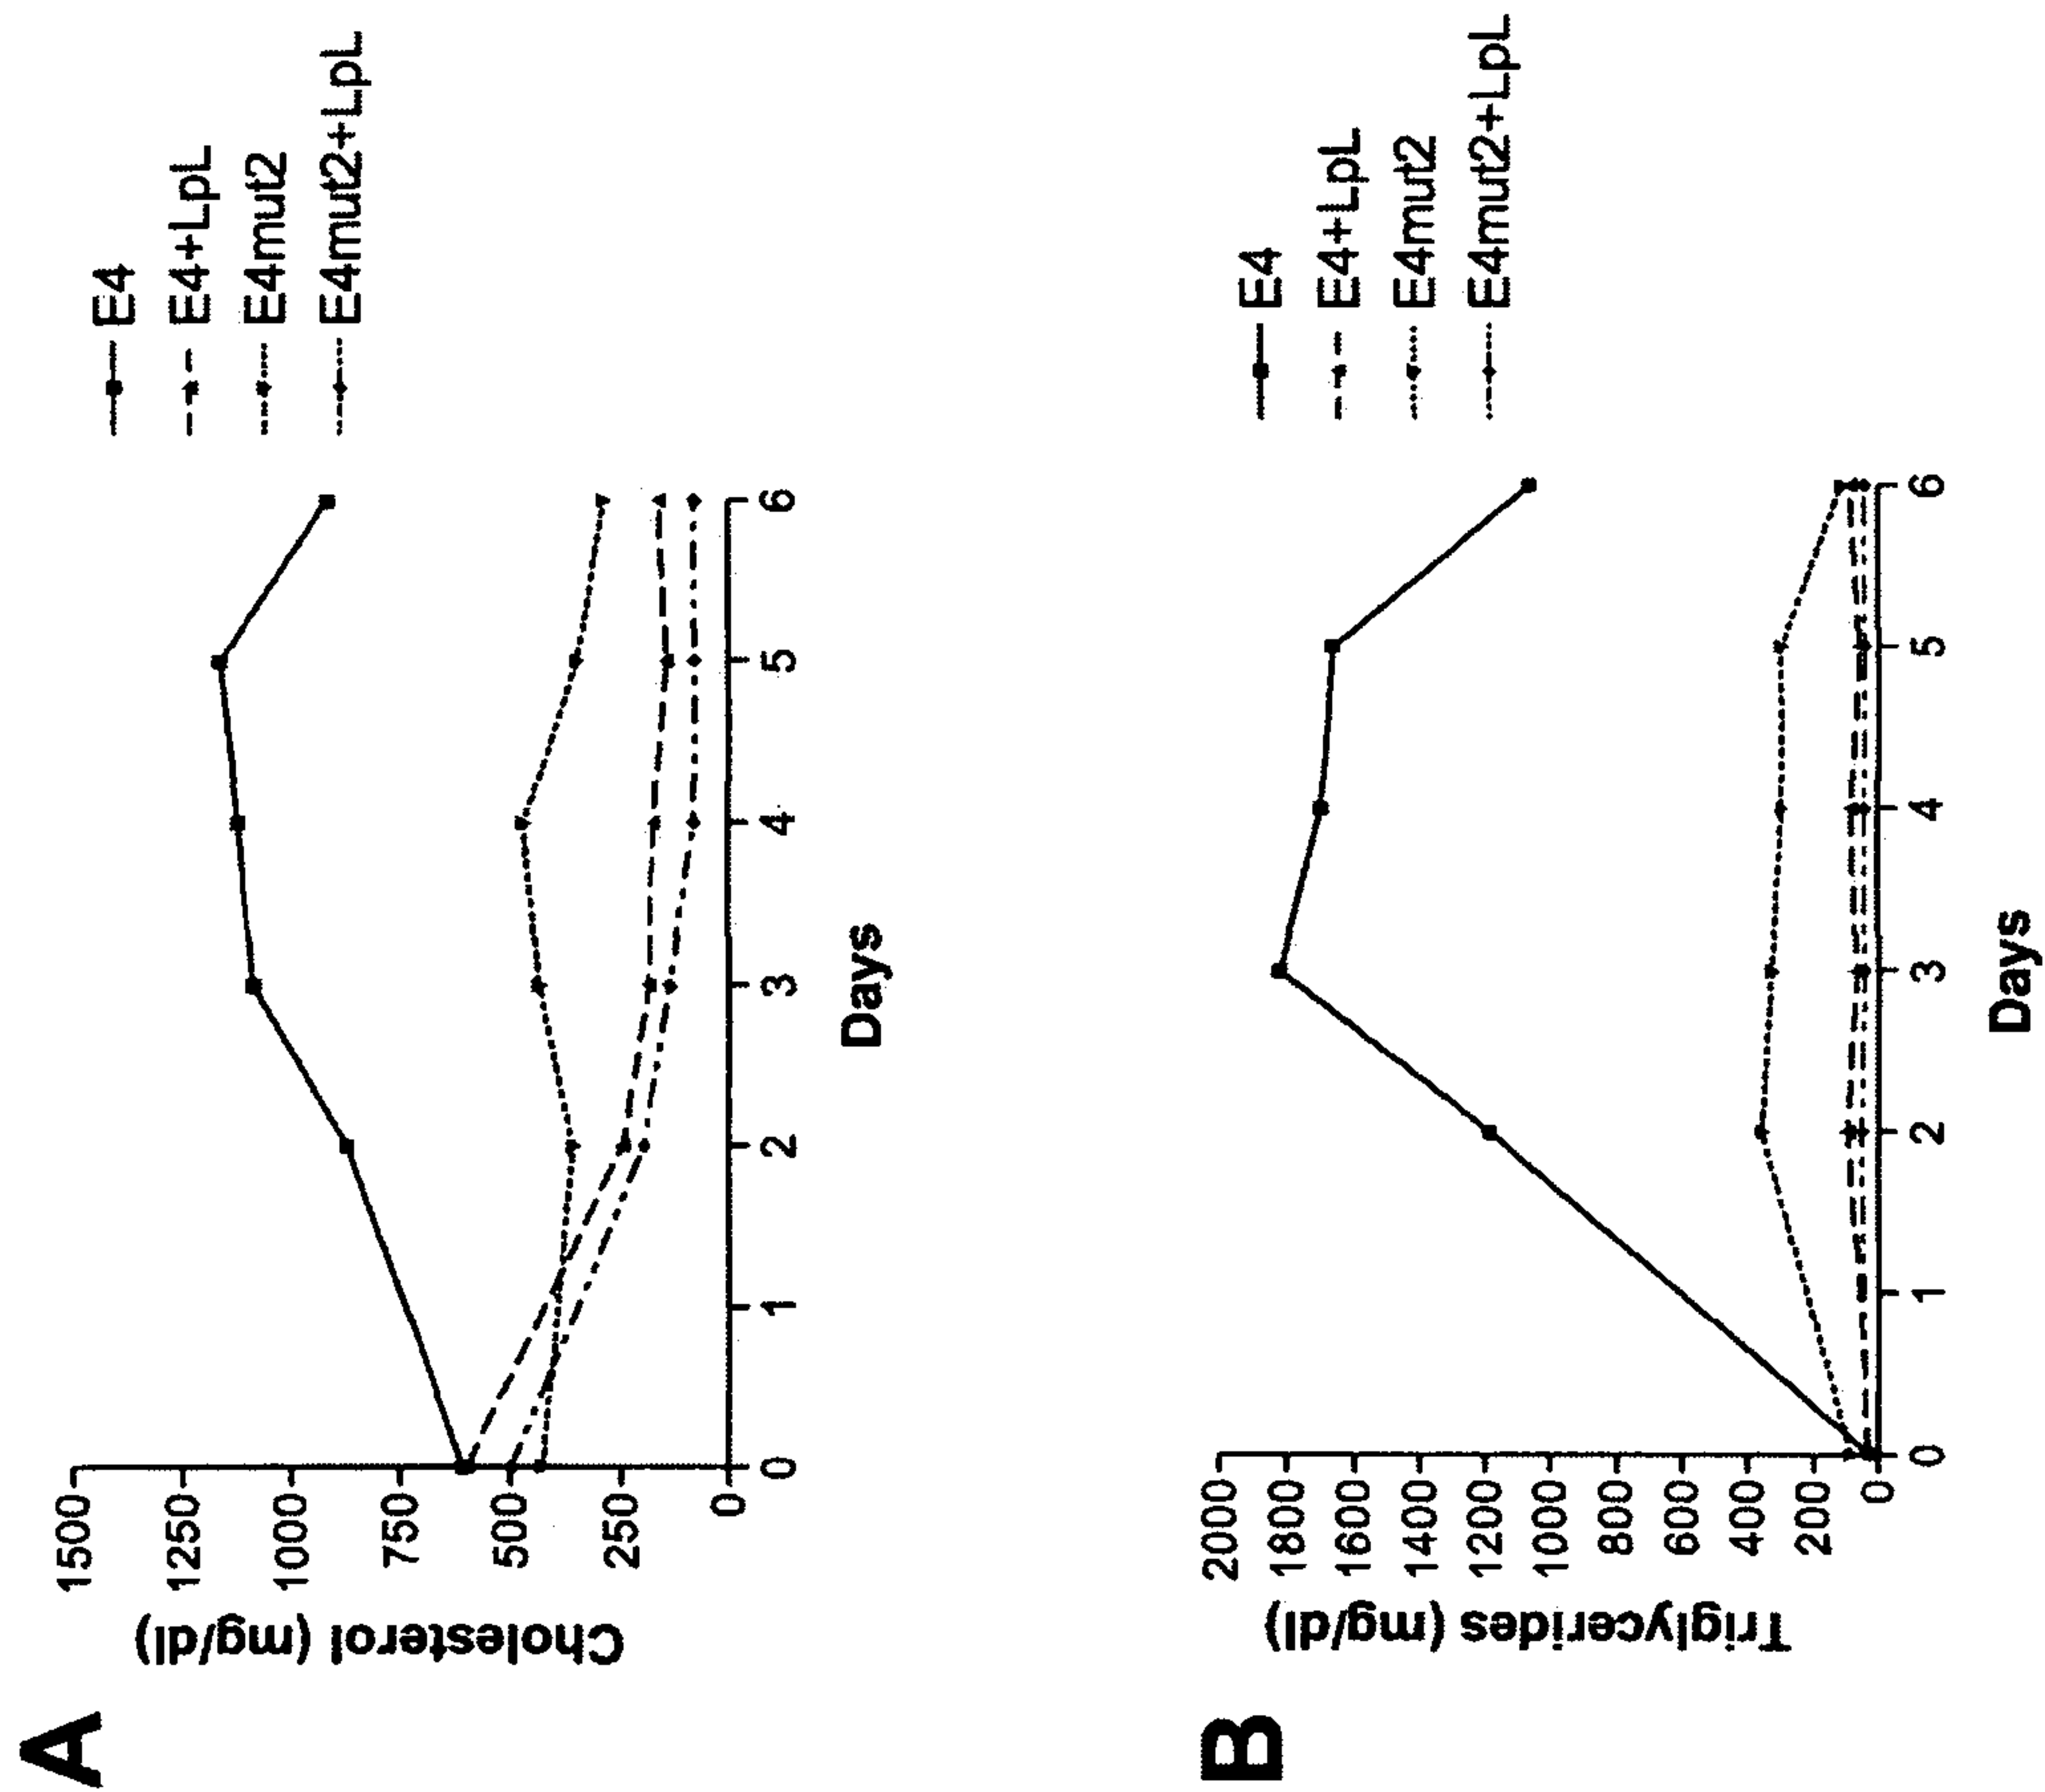 A
Cholesterol (mg/dl)
1500
1250
1000
750
500
250
0
0 1 2 3 4 5 6
Days
E4
E4+LpL
E4mut2
E4mut2+LpL
B
Triglycerides (mg/dl)
2000
1800
1600
1400
1200
1000
800
600
400
200
0
0 1 2 3 4 5 6
Days
E4
E4+LpL
E4mut2
E4mut2+LpL